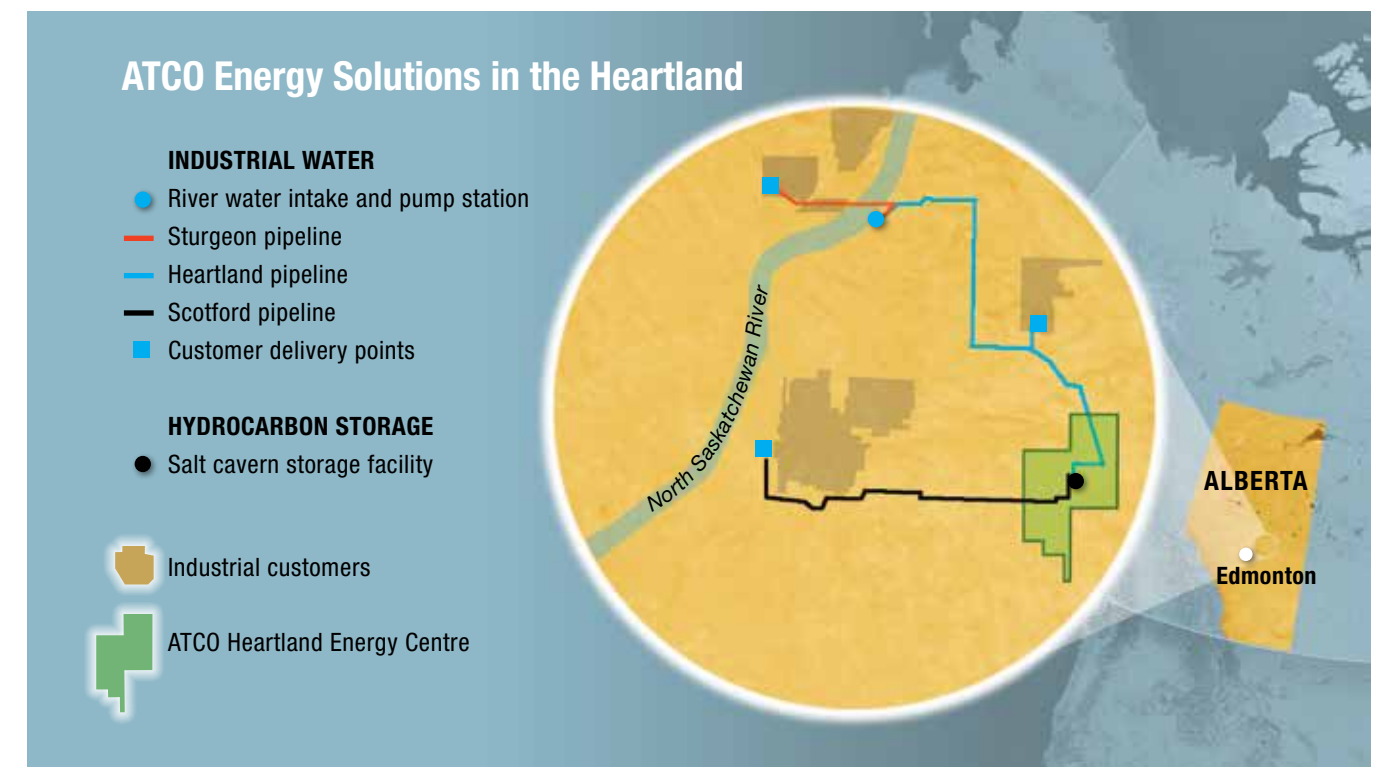 ATCO Energy Solutions in the Heartland
INDUSTRIAL WATER
River water intake and pump station
Sturgeon pipeline
Heartland pipeline
Scotford pipeline
Customer delivery points
HYDROCARBON STORAGE
Salt cavern storage facility
Industrial customers
ATCO Heartland Energy Centre
North Saskatchewan River
ALBERTA
Edmonton